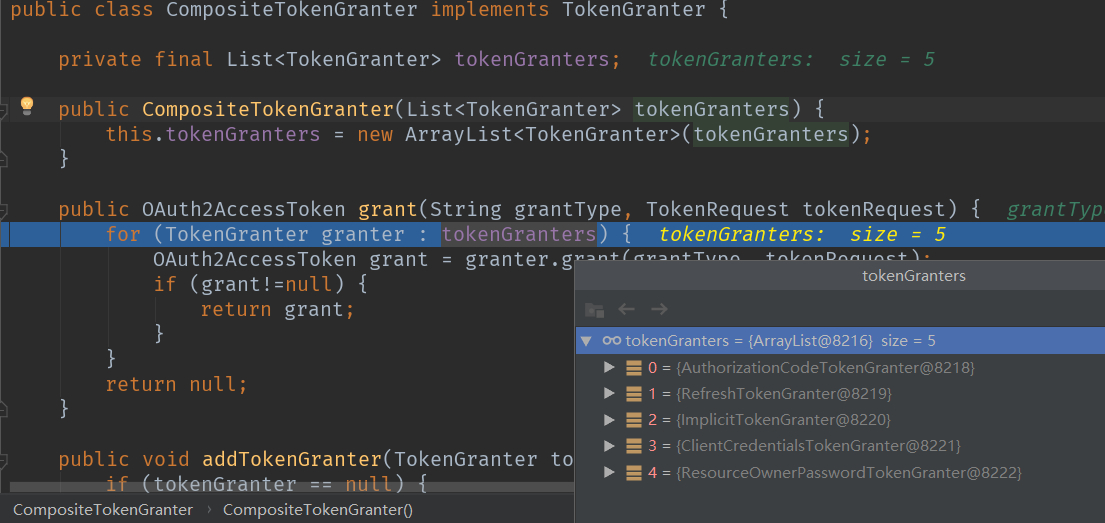 public class CompositeTokenGranter implements TokenGranter {
private final List<TokenGranter> tokenGranters;  tokenGranters:  size = 5
public CompositeTokenGranter(List<TokenGranter> tokenGranters) {
this.tokenGranters = new ArrayList<TokenGranter>(tokenGranters);
}
public OAuth2AccessToken grant(String grantType, TokenRequest tokenRequest) {  grantType
for (TokenGranter granter : tokenGranters) {  tokenGranters:  size = 5
OAuth2AccessToken grant = granter.grant(grantType, tokenRequest);
if (grant!=null) {
return grant;
}
}
return null;
}
public void addTokenGranter(TokenGranter to
if (tokenGranter == null) {
CompositeTokenGranter › CompositeTokenGranter()
tokenGranters
tokenGranters = {ArrayList@8216}  size = 5
0 = {AuthorizationCodeTokenGranter@8218}
1 = {RefreshTokenGranter@8219}
2 = {ImplicitTokenGranter@8220}
3 = {ClientCredentialsTokenGranter@8221}
4 = {ResourceOwnerPasswordTokenGranter@8222}